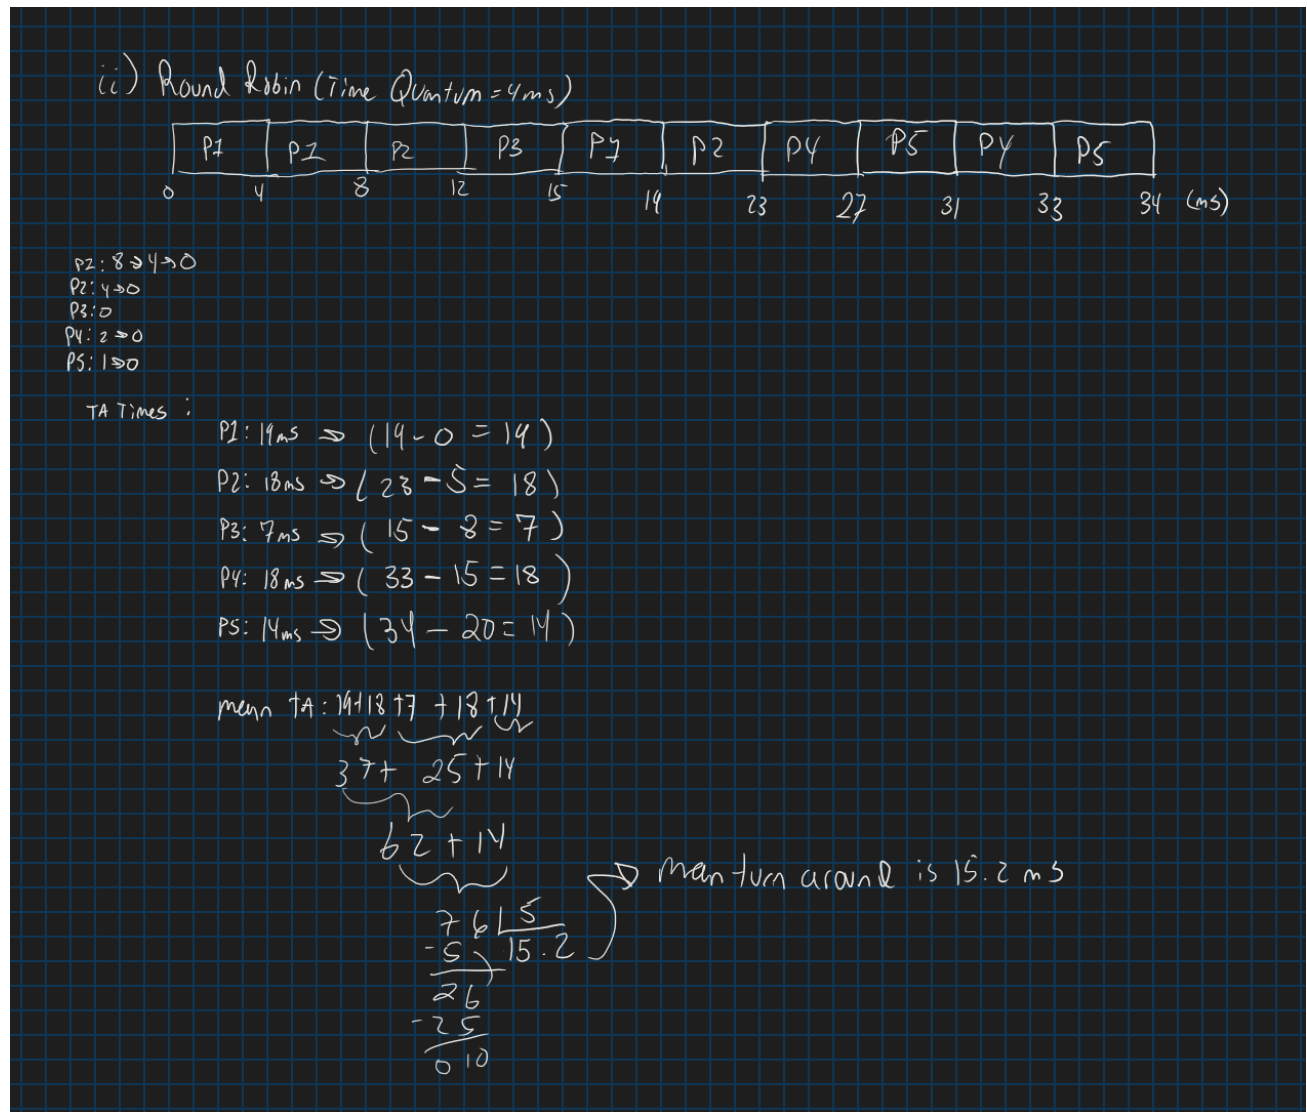 ii) Round Robin (Time Quantum = 4ms)
P1 P1 P2 P3 P1 P2 P4 P5 P4 P5
0 4 8 12 15 19 23 27 31 33 34 (ms)
P1: 8 → 4 → 0
P2: 4 → 0
P3: 0
P4: 2 → 0
P5: 1 → 0
TA Times :
P1: 19ms → (19 - 0 = 19)
P2: 18ms → (23 - 5 = 18)
P3: 7ms → (15 - 8 = 7)
P4: 18ms → (33 - 15 = 18)
P5: 14ms → (34 - 20 = 14)
mean TA: 19+18+7+18+14
37 + 25 + 14
62 + 14
→ mean turn around is 15.2 ms
76 | 5
-5 15.2
26
-25
0 10